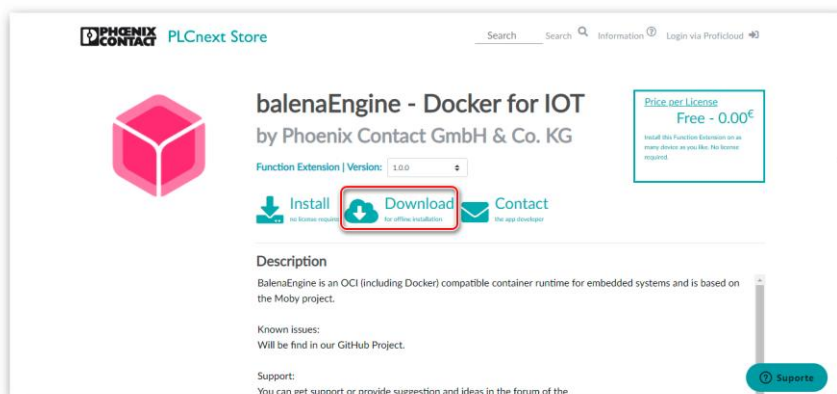 PHŒNIX CONTACT PLCnext Store Search Search Information Login via Proficloud
balenaEngine - Docker for IOT
by Phoenix Contact GmbH & Co. KG
Function Extension | Version: 1.0.0
Price per License
Free - 0.00€
Install this Function Extension on as
many device as you like. No license
required
Install
no license required
Download
for offline installation
Contact
the app developer
Description
BalenaEngine is an OCI (including Docker) compatible container runtime for embedded systems and is based on
the Moby project.
Known issues:
Will be find in our GitHub Project.
Support:
You can get support or provide suggestion and ideas in the forum of the
Suporte